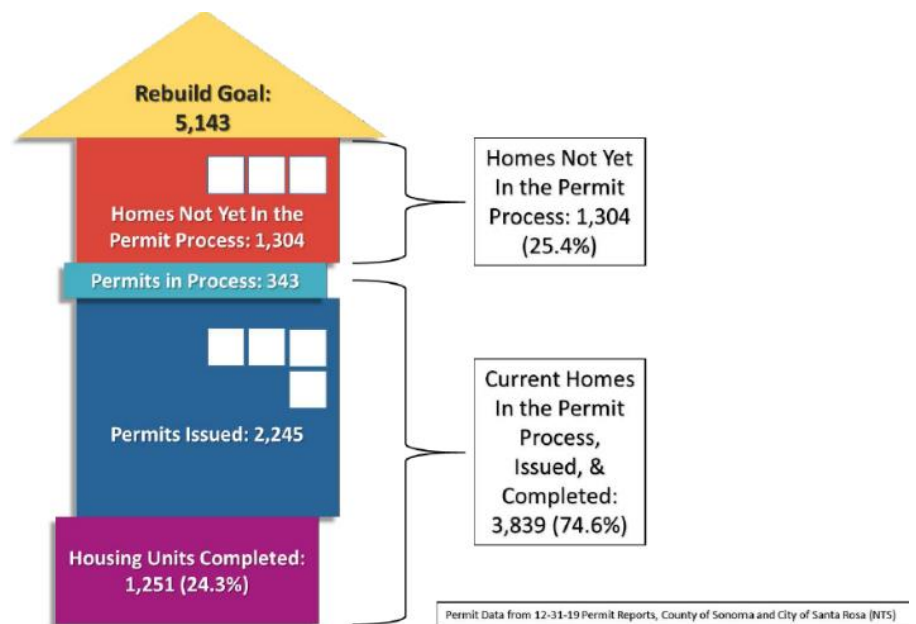 Rebuild Goal:
5,143
Homes Not Yet In the
Permit Process: 1,304
Permits in Process: 343
Permits Issued: 2,245
Housing Units Completed:
1,251 (24.3%)
Homes Not Yet
In the Permit
Process: 1,304
(25.4%)
Current Homes
In the Permit
Process,
Issued, &
Completed:
3,839 (74.6%)
Permit Data from 12-31-19 Permit Reports, County of Sonoma and City of Santa Rosa (NTS)